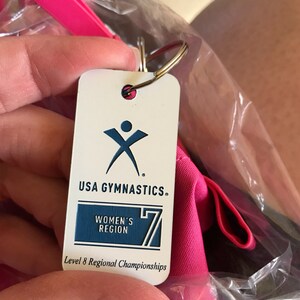 USA GYMNASTICS®
WOMEN'S
REGION
7
Level 8 Regional Championships